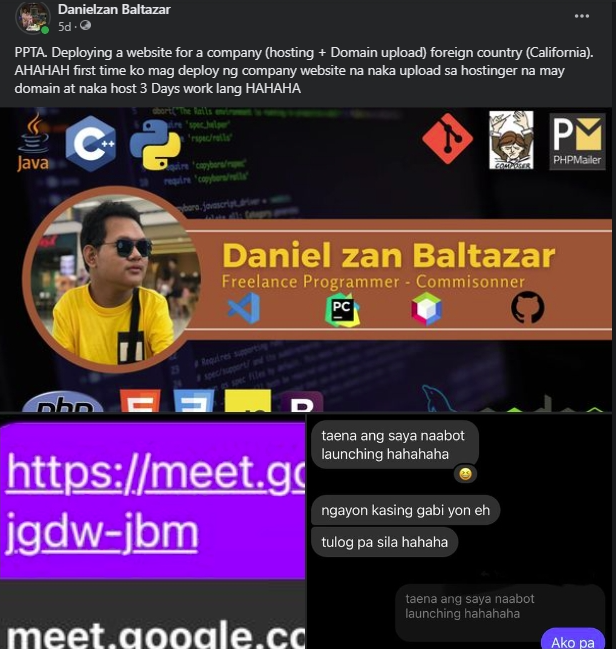 Danielzan Baltazar
5d ·
PPTA. Deploying a website for a company (hosting + Domain upload) foreign country (California).
AHAHAH first time ko mag deploy ng company website na naka upload sa hostinger na may
domain at naka host 3 Days work lang HAHAHA
Java
C++
COMPOSER
PM
PHPMailer
Daniel zan Baltazar
Freelance Programmer - Commisonner
PC
php
https://meet.go
jgdw-jbm
meet.google.co
taena ang saya naabot
launching hahahaha
ngayon kasing gabi yon eh
tulog pa sila hahaha
taena ang saya naabot
launching hahahaha
Ako pa